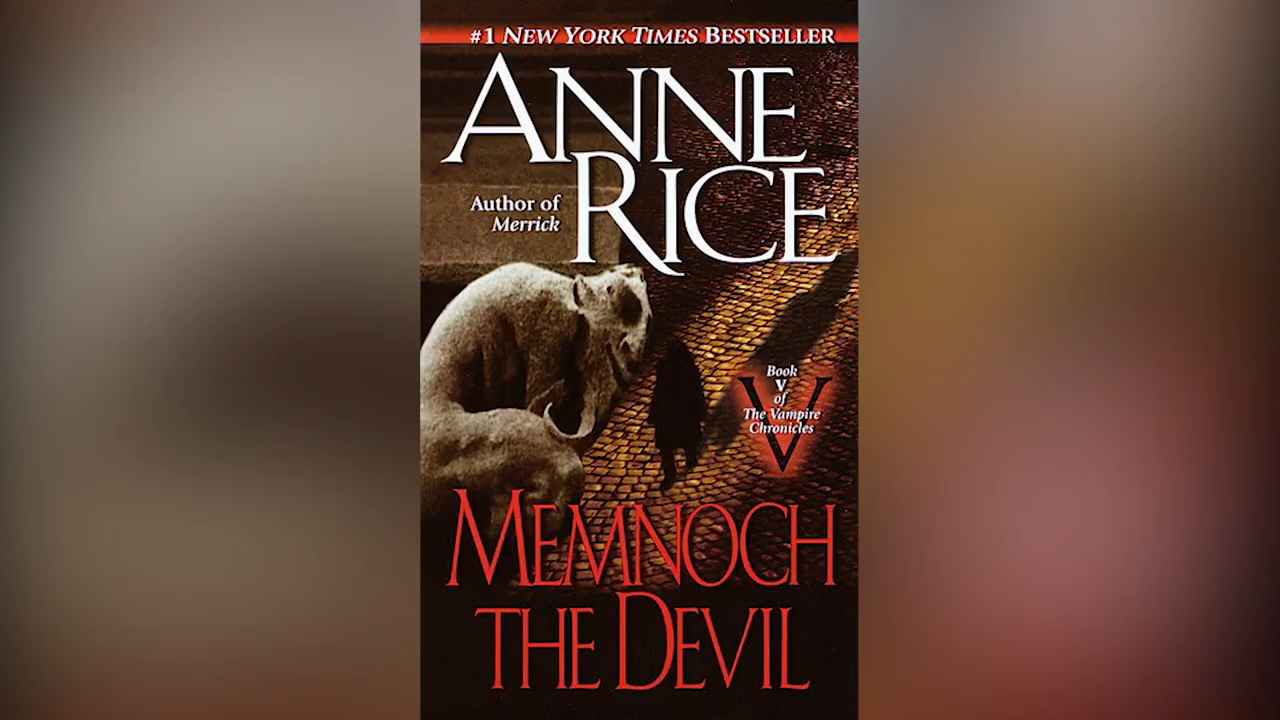 #1 NEW YORK TIMES BESTSELLER
ANNE
RICE
Author of
Merrick
Book
V
of
The Vampire
Chronicles
MEMNOCH
THE DEVIL